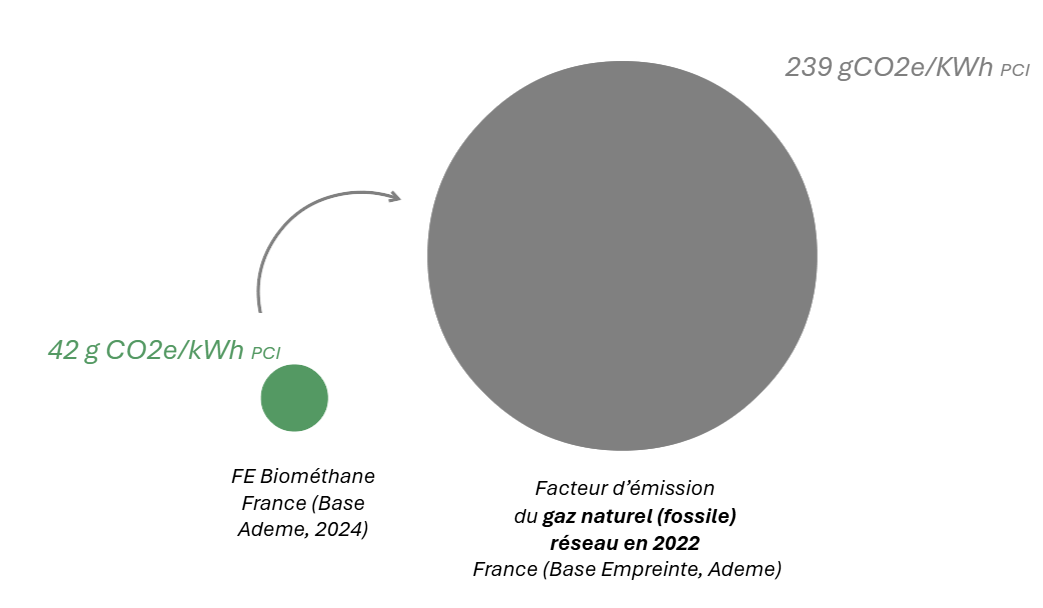 239 gCO2e/KWh PCI
42 g CO2e/kWh PCI
FE Biométhane
France (Base
Ademe, 2024)
Facteur d’émission
du gaz naturel (fossile)
réseau en 2022
France (Base Empreinte, Ademe)